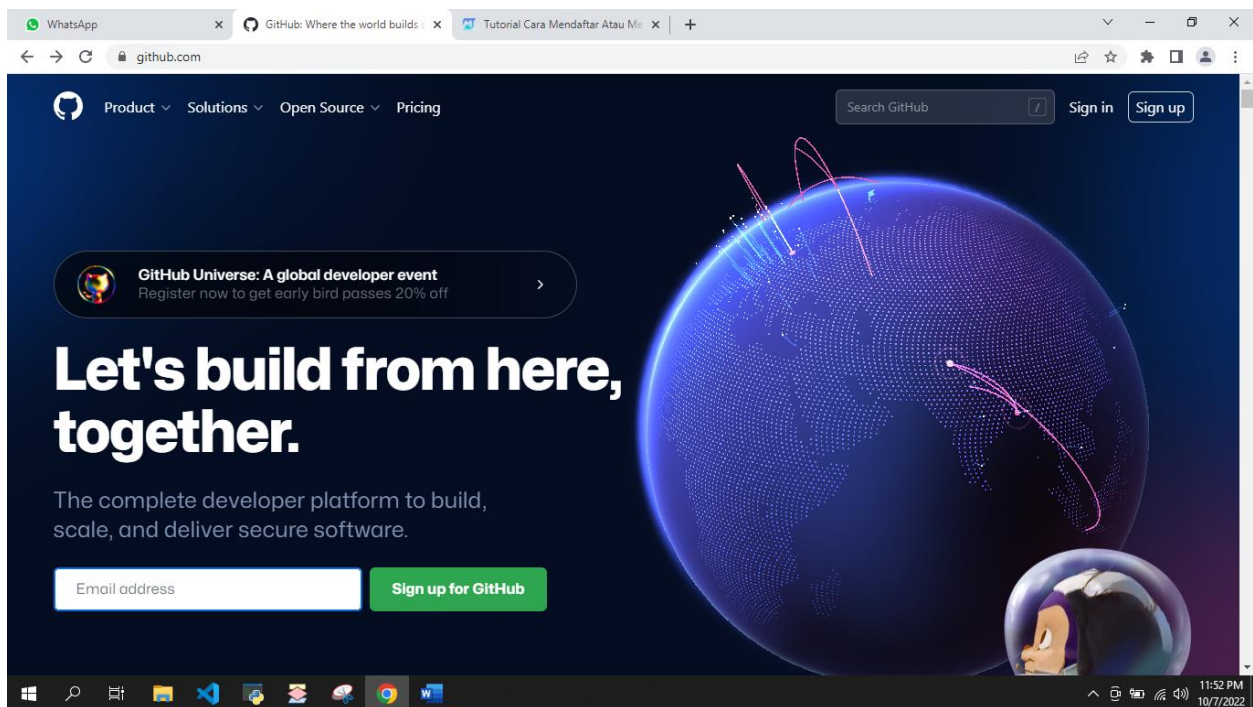 WhatsApp
GitHub: Where the world builds s
Tutorial Cara Mendaftar Atau Me
github.com
Product
Solutions
Open Source
Pricing
Search GitHub
/
Sign in
Sign up
GitHub Universe: A global developer event
Register now to get early bird passes 20% off
Let's build from here,
together.
The complete developer platform to build,
scale, and deliver secure software.
Email address
Sign up for GitHub
11:52 PM
10/7/2022